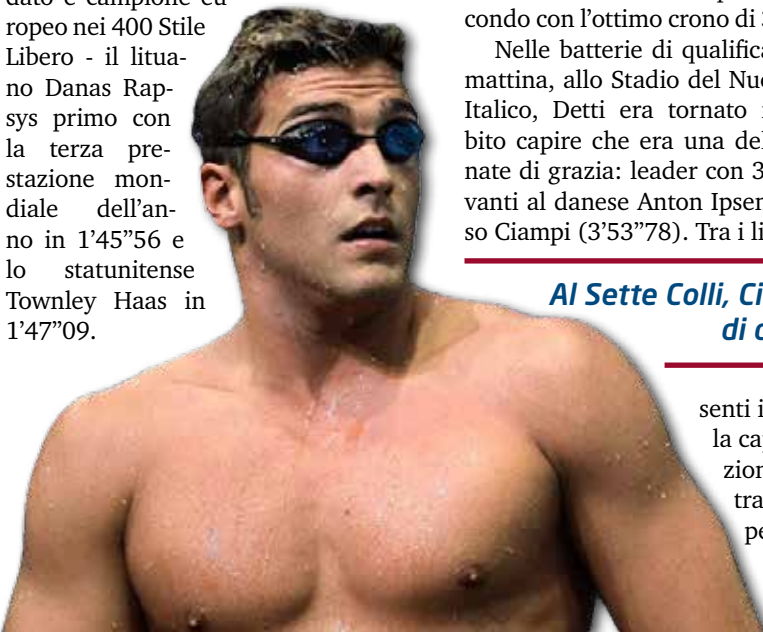 ropeo nei 400 Stile
Libero - il litua-
no Danas Rap-
sys primo con
la terza pre-
stazione mon-
diale dell'an-
no in 1'45"56 e
lo statunitense
Townley Haas in
1'47"09.
condo con l'ottimo crono di
Nelle batterie di qualifica
mattina, allo Stadio del Nuo
Italico, Detti era tornato
bito capire che era una del
nate di grazia: leader con 3
vanti al danese Anton Ipsen
so Ciampi (3'53"78). Tra i li
Al Sette Colli, Ci
di c
senti i
la ca
zion
tra
pe